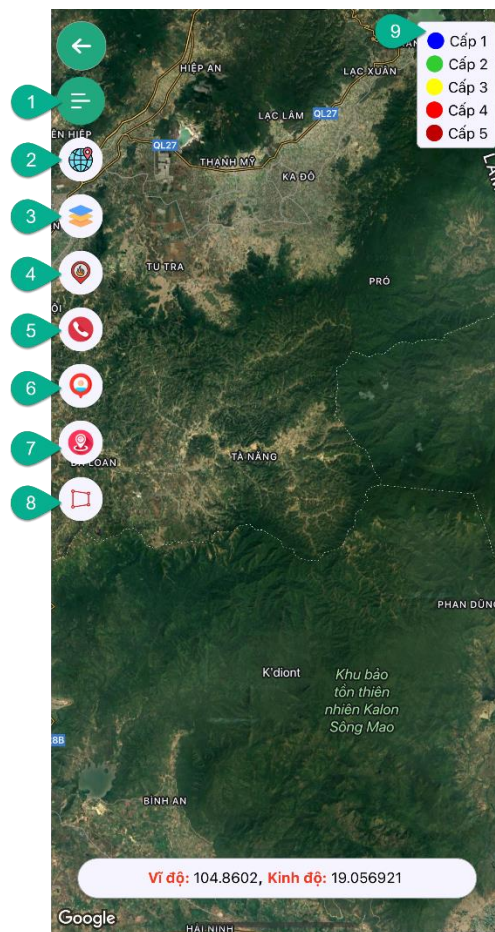 9
Cấp 1
Cấp 2
Cấp 3
Cấp 4
Cấp 5
HIỆP AN
LẠC XUÂN
1
LẠC LÂM
QL27
QL27
2
THẠNH MỸ
KA ĐÔ
3
4
TU TRA
PRÓ
5
6
7
TÀ NĂNG
8
PHAN DŨNG
K'diont
Khu bảo
tồn thiên
nhiên Kalon
Sông Mao
BÌNH AN
Vĩ độ: 104.8602, Kinh độ: 19.056921
Google
HẢI NINH